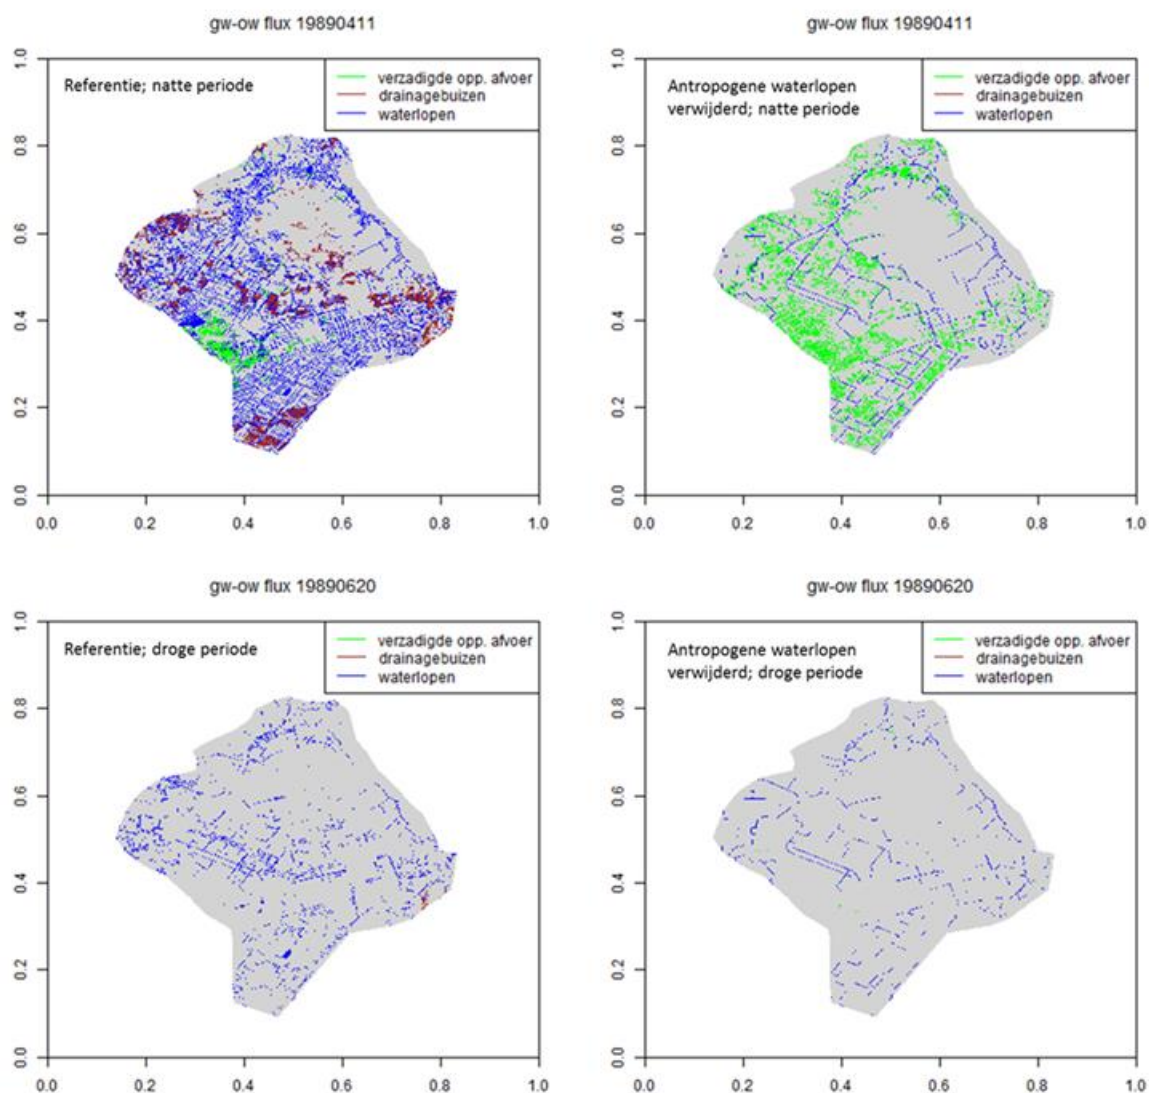 gw-ow flux 19890411
Referentie; natte periode
verzadigde opp. afvoer
drainagebuizen
waterlopen
1.0
0.8
0.6
0.4
0.2
0.0
0.0 0.2 0.4 0.6 0.8 1.0
gw-ow flux 19890411
Antropogene waterlopen
verwijderd; natte periode
verzadigde opp. afvoer
drainagebuizen
waterlopen
1.0
0.8
0.6
0.4
0.2
0.0
0.0 0.2 0.4 0.6 0.8 1.0
gw-ow flux 19890620
Referentie; droge periode
verzadigde opp. afvoer
drainagebuizen
waterlopen
1.0
0.8
0.6
0.4
0.2
0.0
0.0 0.2 0.4 0.6 0.8 1.0
gw-ow flux 19890620
Antropogene waterlopen
verwijderd; droge periode
verzadigde opp. afvoer
drainagebuizen
waterlopen
1.0
0.8
0.6
0.4
0.2
0.0
0.0 0.2 0.4 0.6 0.8 1.0